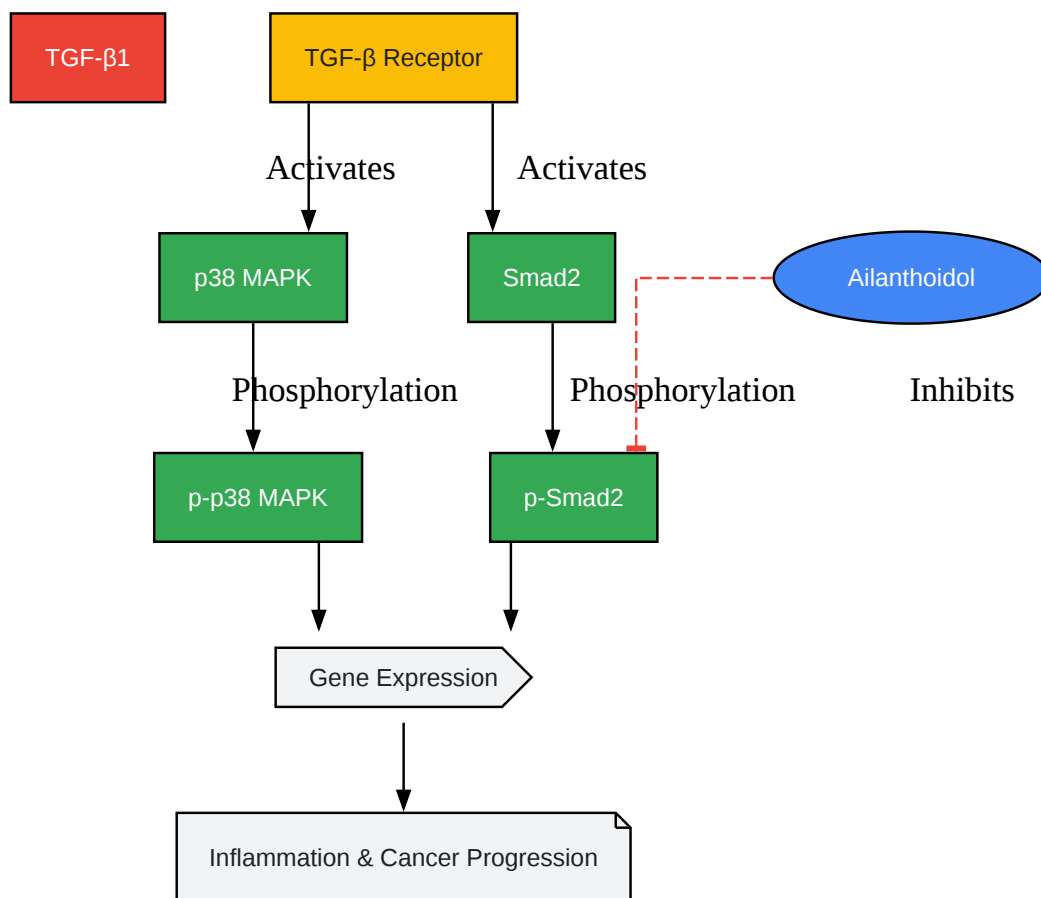 TGF-β1
TGF-β Receptor
Activates
Activates
p38 MAPK
Smad2
Ailanthoidol
Phosphorylation
Phosphorylation
Inhibits
p-p38 MAPK
p-Smad2
Gene Expression
Inflammation & Cancer Progression